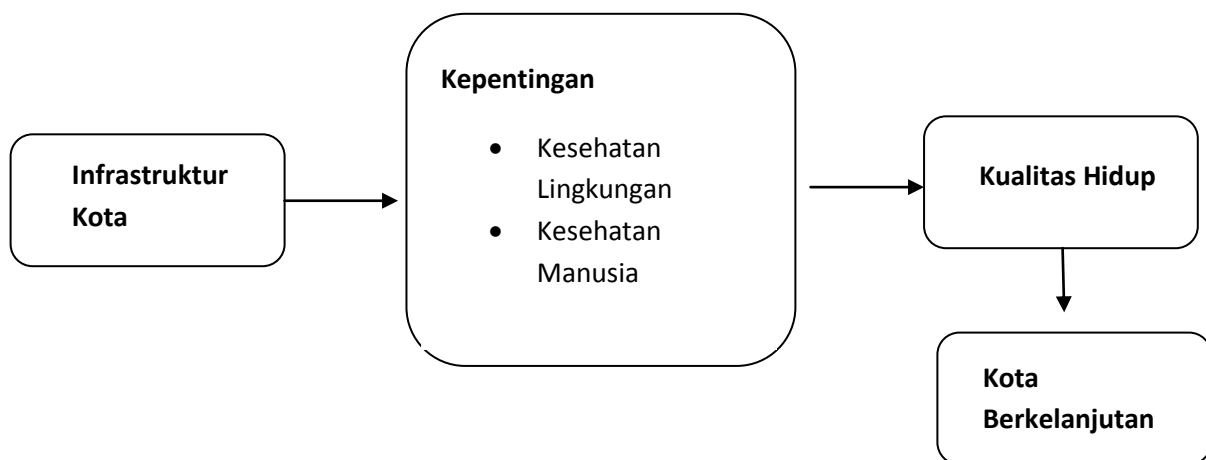 Infrastruktur
Kota
Kepentingan
• Kesehatan
Lingkungan
• Kesehatan
Manusia
Kualitas Hidup
Kota
Berkelanjutan